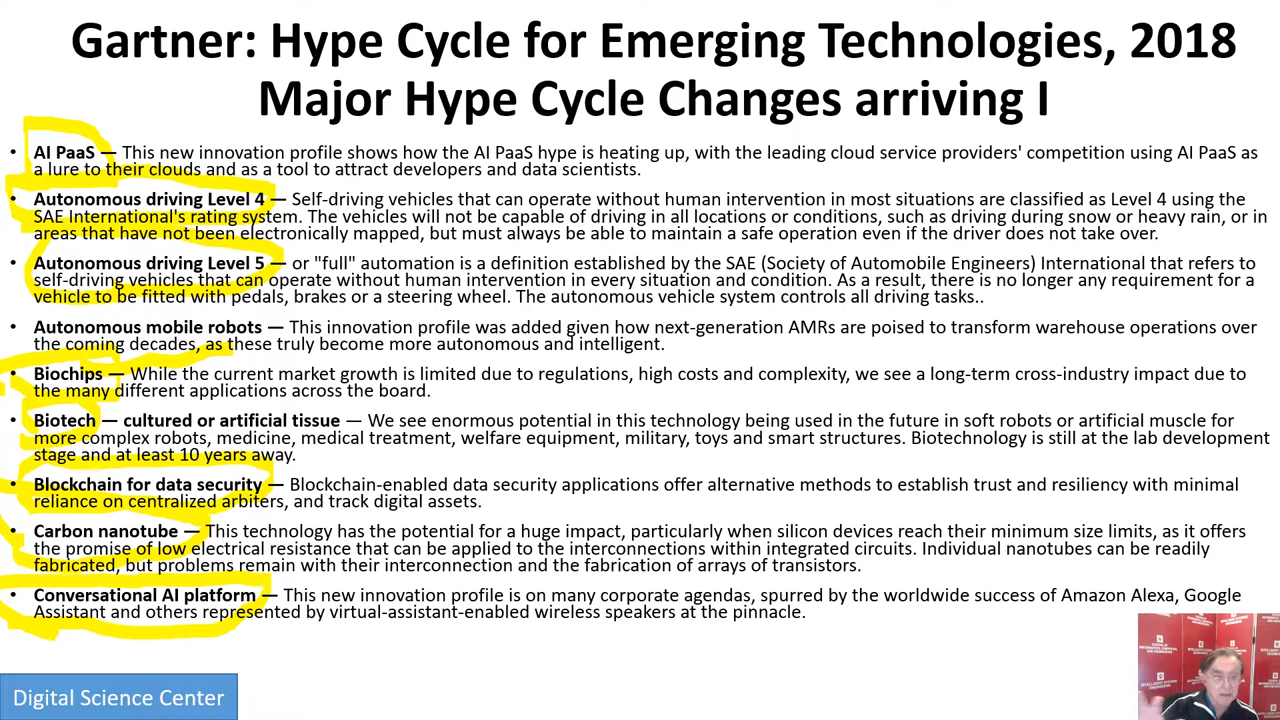 Gartner: Hype Cycle for Emerging Technologies, 2018
Major Hype Cycle Changes arriving I
• AI PaaS — This new innovation profile shows how the AI PaaS hype is heating up, with the leading cloud service providers' competition using AI PaaS as
a lure to their clouds and as a tool to attract developers and data scientists.
• Autonomous driving Level 4 — Self-driving vehicles that can operate without human intervention in most situations are classified as Level 4 using the
SAE International's rating system. The vehicles will not be capable of driving in all locations or conditions, such as driving during snow or heavy rain, or in
areas that have not been electronically mapped, but must always be able to maintain a safe operation even if the driver does not take over.
• Autonomous driving Level 5 — or "full" automation is a definition established by the SAE (Society of Automobile Engineers) International that refers to
self-driving vehicles that can operate without human intervention in every situation and condition. As a result, there is no longer any requirement for a
vehicle to be fitted with pedals, brakes or a steering wheel. The autonomous vehicle system controls all driving tasks..
• Autonomous mobile robots — This innovation profile was added given how next-generation AMRs are poised to transform warehouse operations over
the coming decades, as these truly become more autonomous and intelligent.
• Biochips — While the current market growth is limited due to regulations, high costs and complexity, we see a long-term cross-industry impact due to
the many different applications across the board.
• Biotech — cultured or artificial tissue — We see enormous potential in this technology being used in the future in soft robots or artificial muscle for
more complex robots, medicine, medical treatment, welfare equipment, military, toys and smart structures. Biotechnology is still at the lab development
stage and at least 10 years away.
• Blockchain for data security — Blockchain-enabled data security applications offer alternative methods to establish trust and resiliency with minimal
reliance on centralized arbiters, and track digital assets.
• Carbon nanotube — This technology has the potential for a huge impact, particularly when silicon devices reach their minimum size limits, as it offers
the promise of low electrical resistance that can be applied to the interconnections within integrated circuits. Individual nanotubes can be readily
fabricated, but problems remain with their interconnection and the fabrication of arrays of transistors.
• Conversational AI platform — This new innovation profile is on many corporate agendas, spurred by the worldwide success of Amazon Alexa, Google
Assistant and others represented by virtual-assistant-enabled wireless speakers at the pinnacle.
Digital Science Center